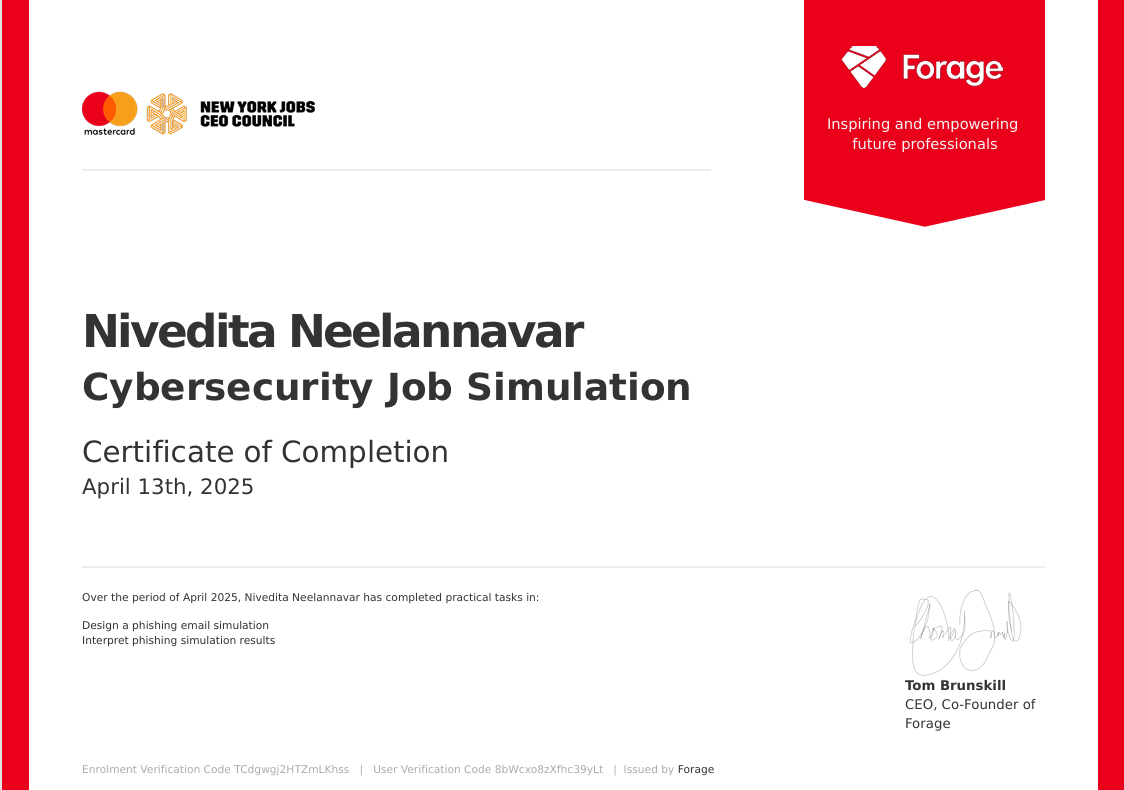 mastercard
NEW YORK JOBS
CEO COUNCIL
Forage
Inspiring and empowering
future professionals
Nivedita Neelannavar
Cybersecurity Job Simulation
Certificate of Completion
April 13th, 2025
Over the period of April 2025, Nivedita Neelannavar has completed practical tasks in:
Design a phishing email simulation
Interpret phishing simulation results
Tom Brunskill
CEO, Co-Founder of
Forage
Enrolment Verification Code TCdgwgj2HTZmLKhss | User Verification Code 8bWcxo8zXfhc39yLt | Issued by Forage